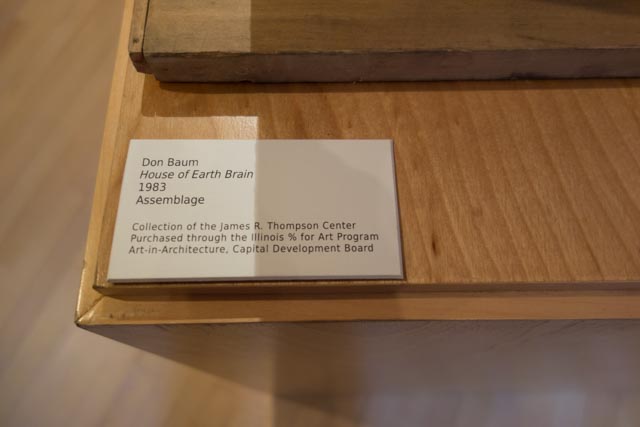 Don Baum
House of Earth Brain
1983
Assemblage
Collection of the James R. Thompson Center
Purchased through the Illinois % for Art Program
Art-in-Architecture, Capital Development Board